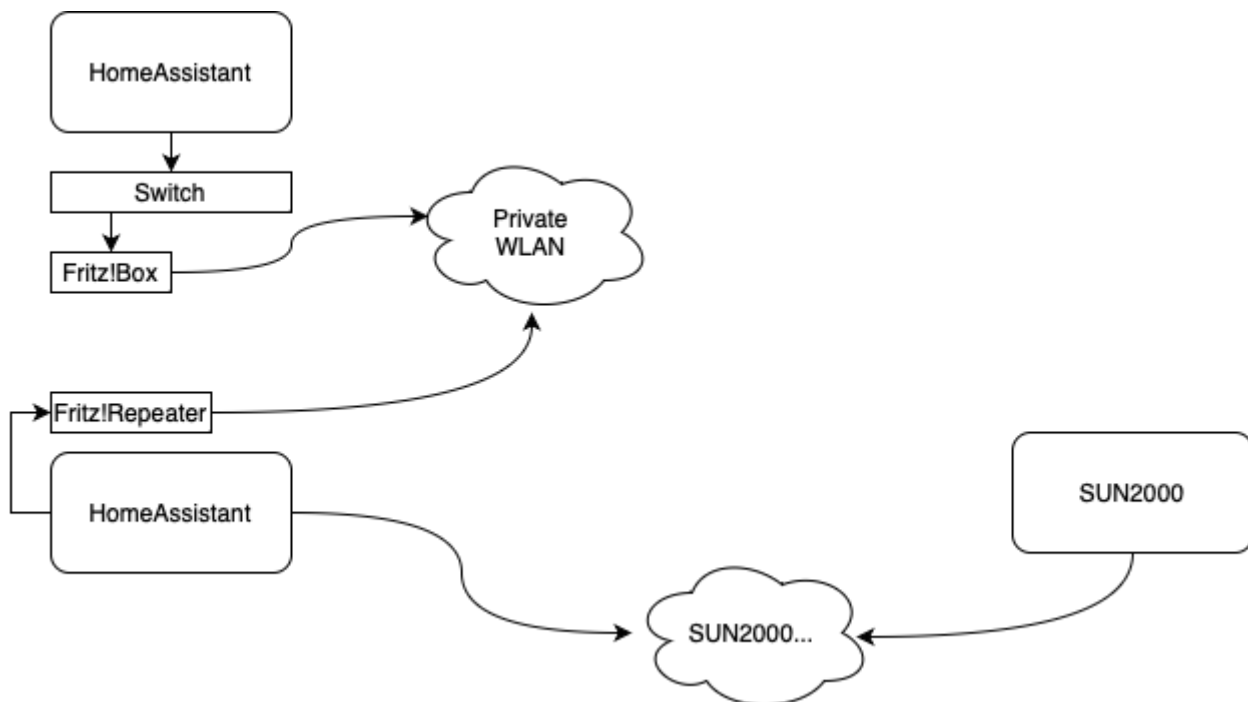 HomeAssistant
Switch
Fritz!Box
Private
WLAN
Fritz!Repeater
HomeAssistant
SUN2000
SUN2000...